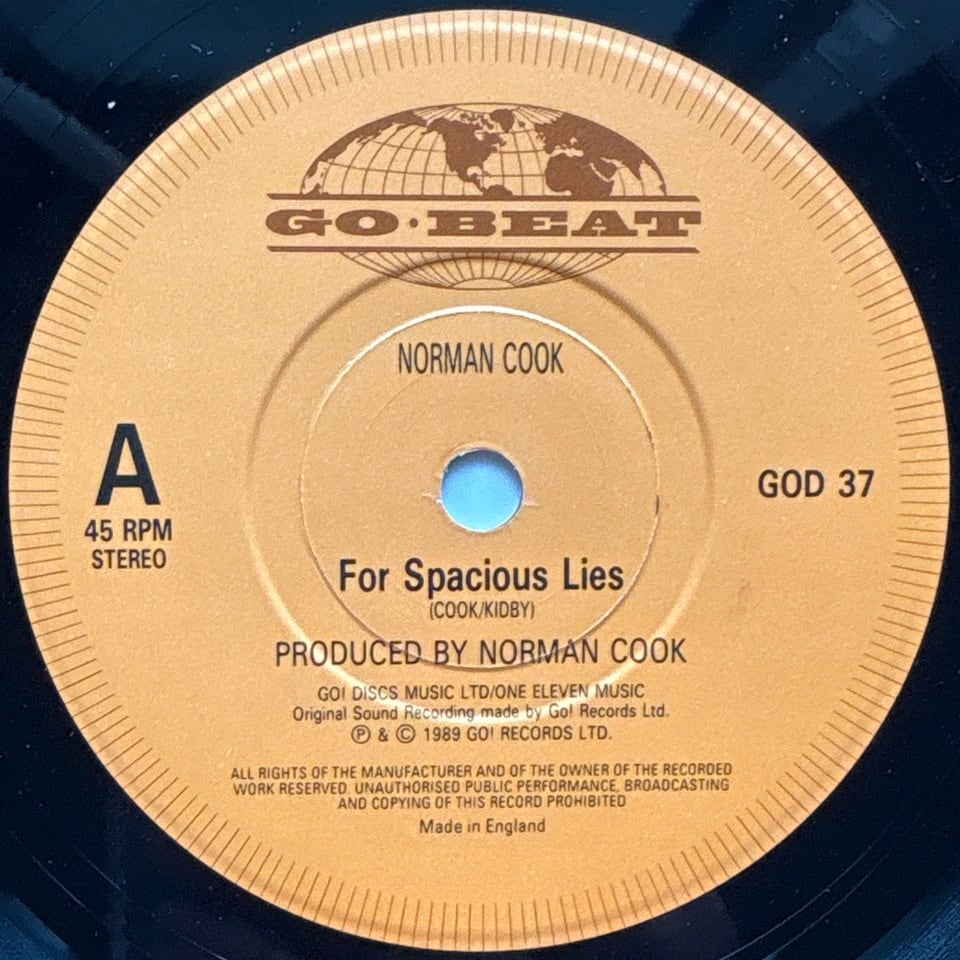 GO·BEAT
NORMAN COOK
A
45 RPM
STEREO
GOD 37
For Spacious Lies
(COOK/KIDBY)
PRODUCED BY NORMAN COOK
GO! DISCS MUSIC LTD/ONE ELEVEN MUSIC
Original Sound Recording made by Go! Records Ltd.
Ⓟ & © 1989 GO! RECORDS LTD.
ALL RIGHTS OF THE MANUFACTURER AND OF THE OWNER OF THE RECORDED
WORK RESERVED. UNAUTHORISED PUBLIC PERFORMANCE, BROADCASTING
AND COPYING OF THIS RECORD PROHIBITED
Made in England